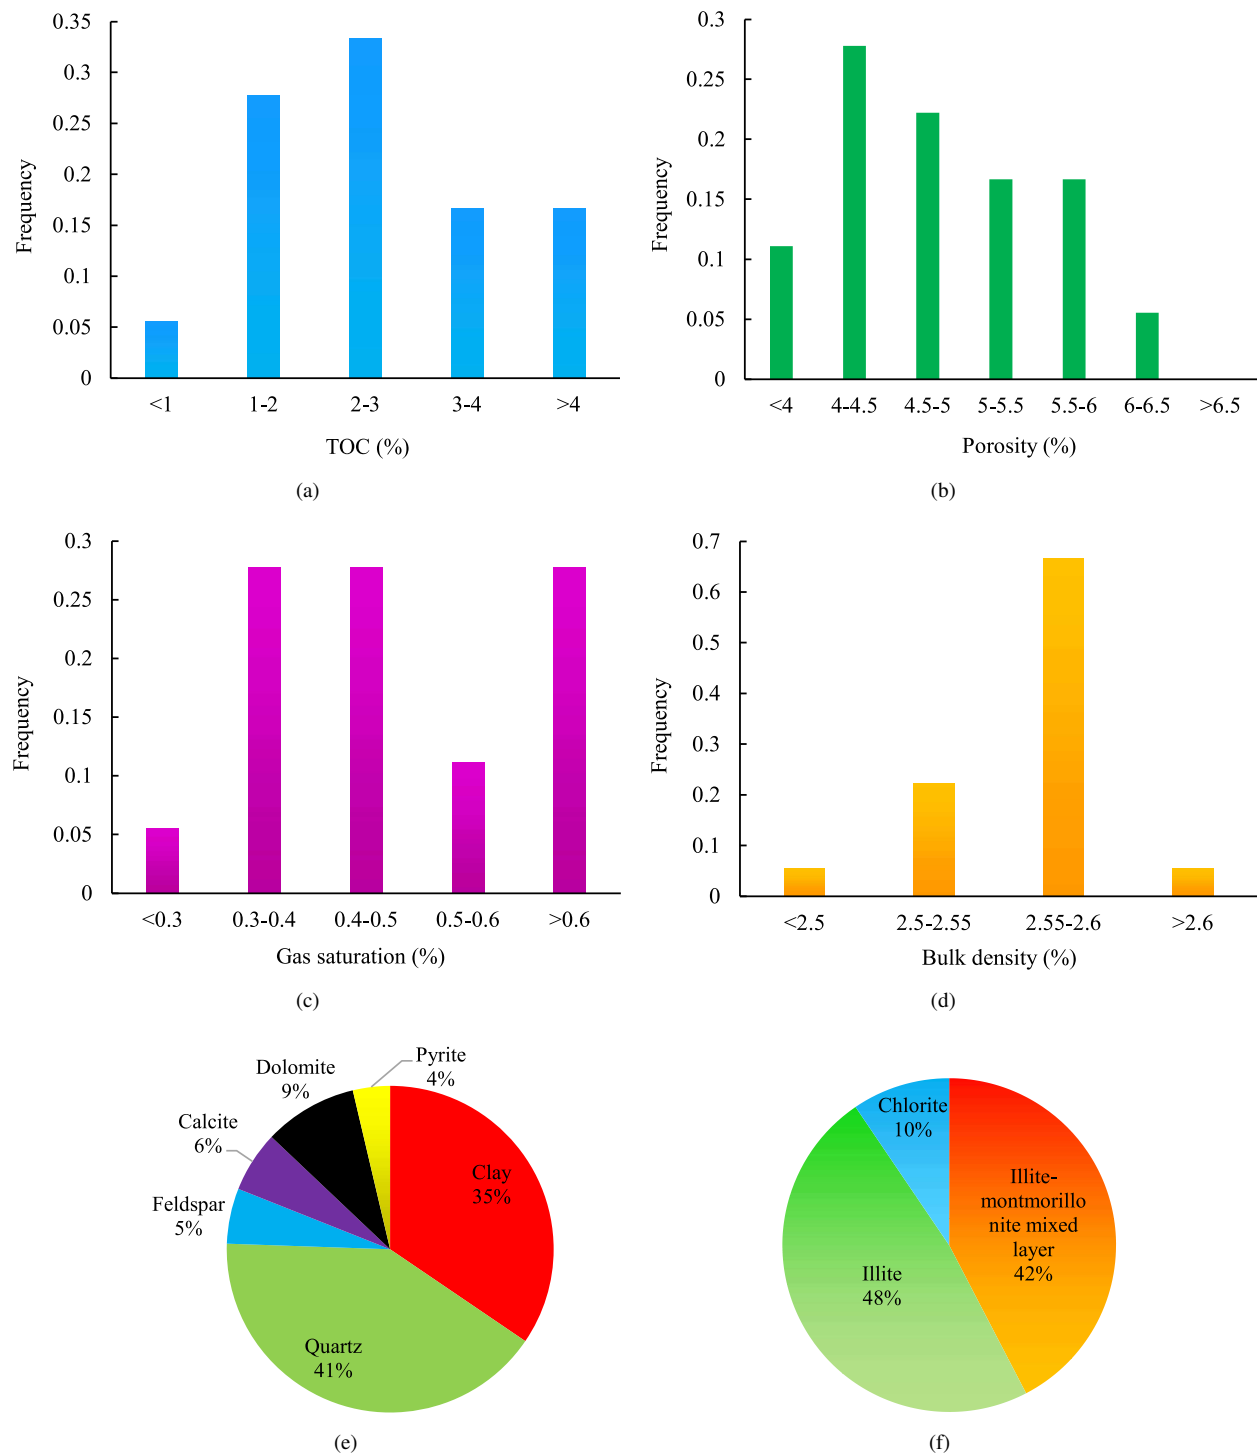 0.35
0.3
0.35
0.2
0.15
0.1
0.05
0
Frequency
<1
1-2
2-3
3-4
>4
TOC (%)
(a)
0.3
0.25
0.2
0.15
0.1
0.05
0
Frequency
<4
4-4.5
4.5-5
5-5.5
5.5-6
6-6.5
>6.5
Porosity (%)
(b)
0.3
0.25
0.2
0.15
0.1
0.05
0
Frequency
<0.3
0.3-0.4
0.4-0.5
0.5-0.6
>0.6
Gas saturation (%)
(c)
0.7
0.6
0.5
0.4
0.3
0.2
0.1
0
Frequency
<2.5
2.5-2.55
2.55-2.6
>2.6
Bulk density (%)
(d)
Pyrite
4%
Dolomite
9%
Calcite
6%
Feldspar
5%
Clay
35%
Quartz
41%
(e)
Chlorite
10%
Illite-
montmorillo
nite mixed
layer
42%
Illite
48%
(f)